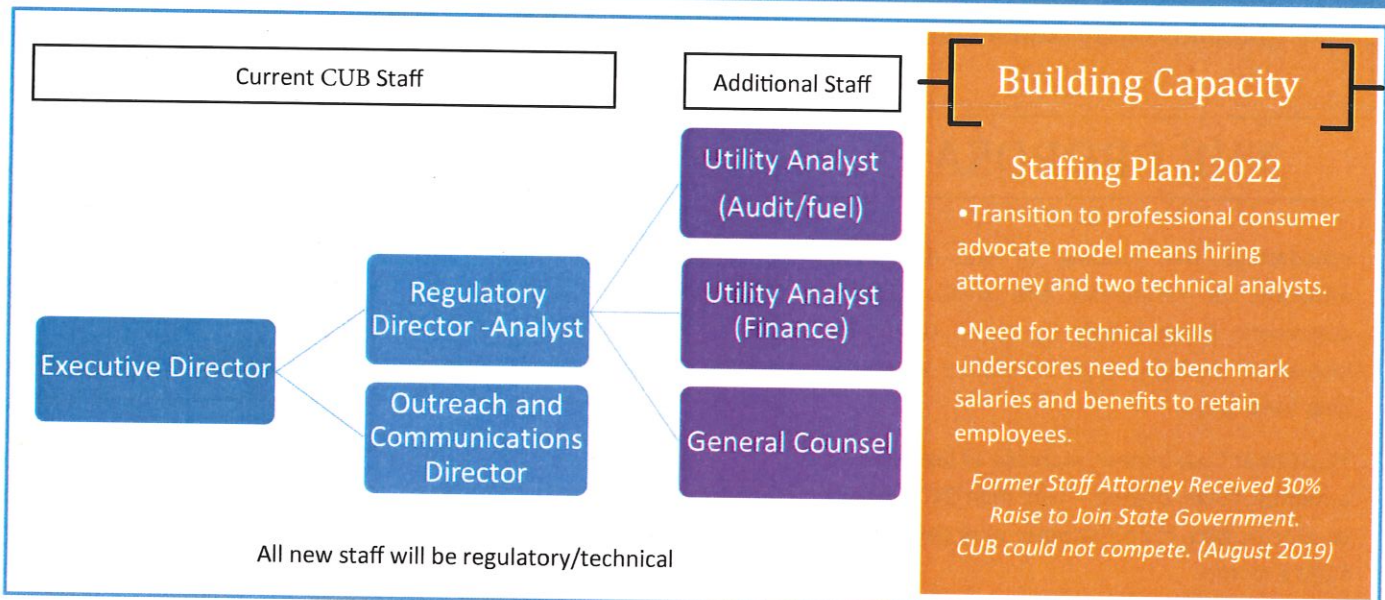 Current CUB Staff
Additional Staff
Executive Director
Regulatory
Director -Analyst
Outreach and
Communications
Director
Utility Analyst
(Audit/fuel)
Utility Analyst
(Finance)
General Counsel
All new staff will be regulatory/technical
Building Capacity
Staffing Plan: 2022
•Transition to professional consumer
advocate model means hiring
attorney and two technical analysts.
•Need for technical skills
underscores need to benchmark
salaries and benefits to retain
employees.
Former Staff Attorney Received 30%
Raise to Join State Government.
CUB could not compete. (August 2019)